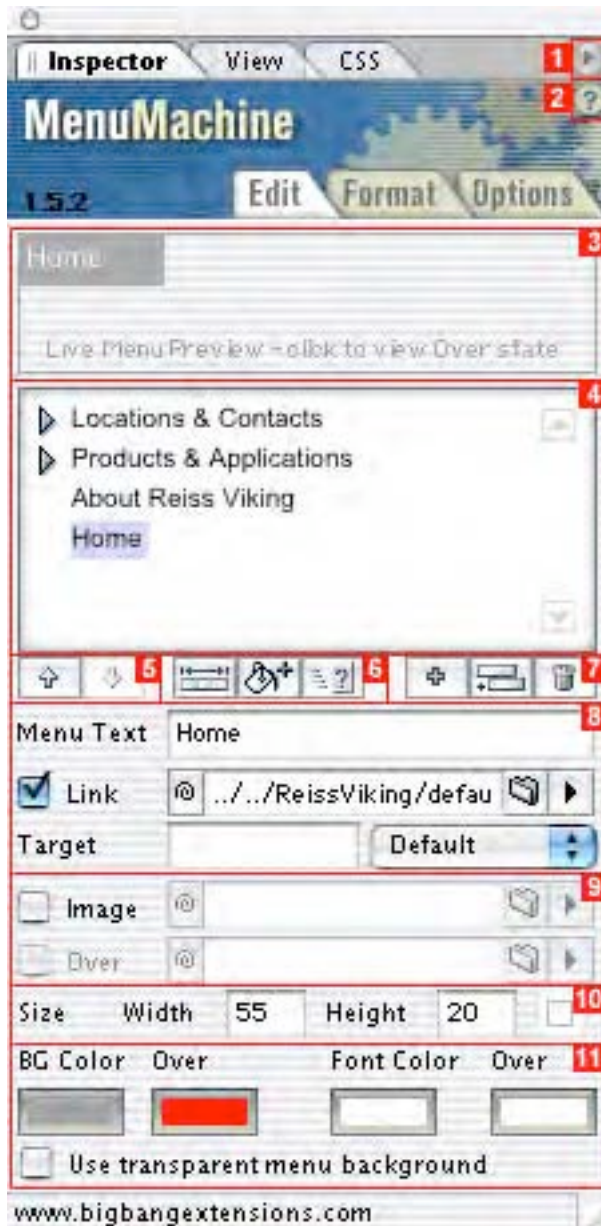 Inspector View CSS 1
2 ?
MenuMachine
1.5.2 Edit Format Options
3
Home
Live Menu Preview - click to view Over state
4
Locations & Contacts
Products & Applications
About Reiss Viking
Home
5 ? 6 7
8
Menu Text Home
Link ../../ReissViking/defau
Target Default
9
Image
Over
10
Size Width 55 Height 20
11
BG Color Over Font Color Over
Use transparent menu background
www.bigbangextensions.com